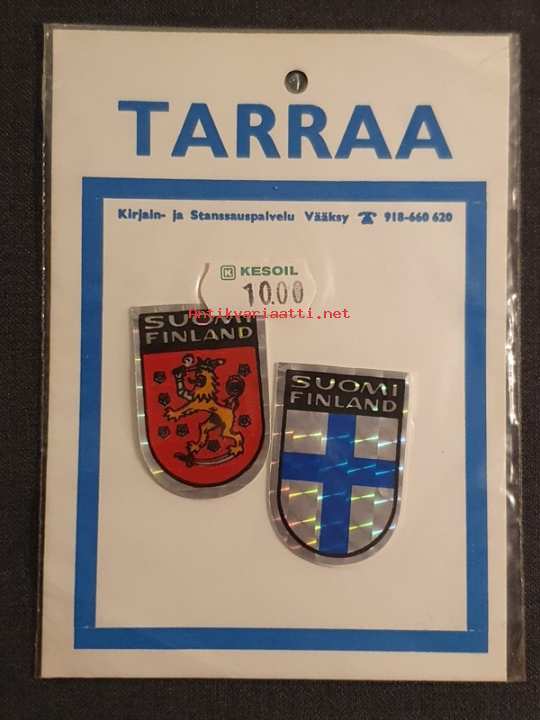 TARRAA
Kirjain- ja Stanssauspalvelu Vääksy ☎ 918-660 620
K KESOIL
10.00
antikvariaatti.net
SUOMI
FINLAND
SUOMI
FINLAND